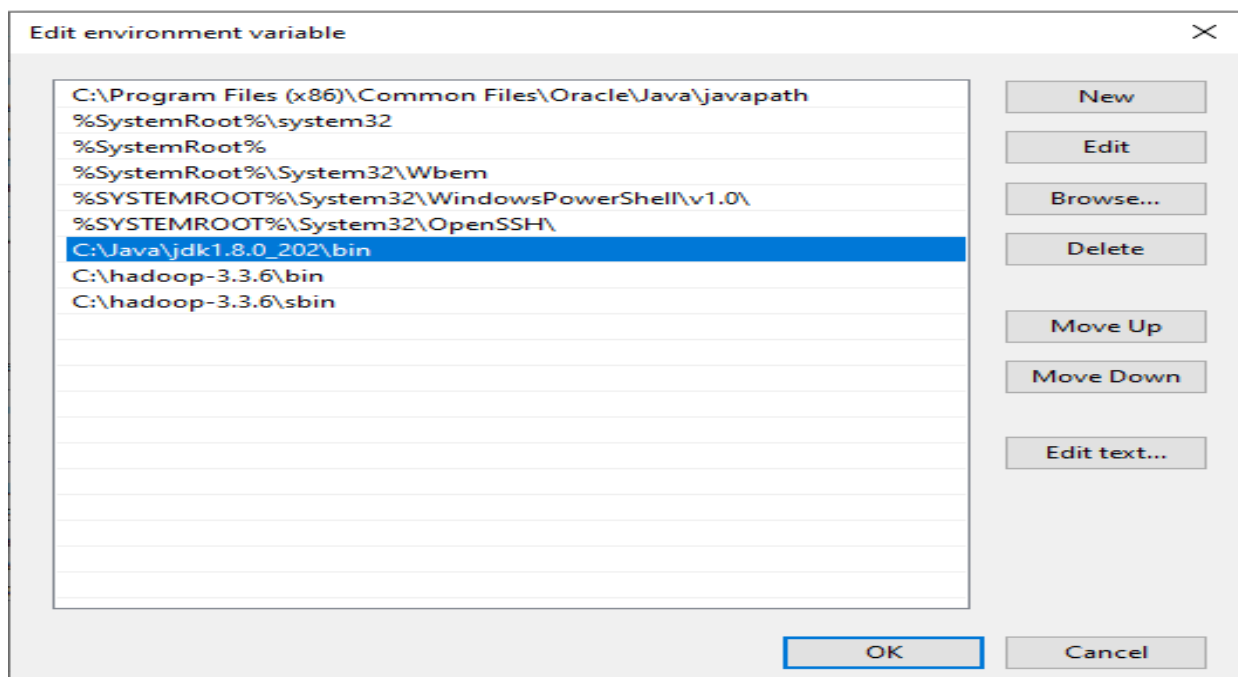 Edit environment variable
C:\Program Files (x86)\Common Files\Oracle\Java\javapath
%SystemRoot%\system32
%SystemRoot%
%SystemRoot%\System32\Wbem
%SYSTEMROOT%\System32\WindowsPowerShell\v1.0\
%SYSTEMROOT%\System32\OpenSSH\
C:\Java\jdk1.8.0_202\bin
C:\hadoop-3.3.6\bin
C:\hadoop-3.3.6\sbin
New
Edit
Browse...
Delete
Move Up
Move Down
Edit text...
OK
Cancel